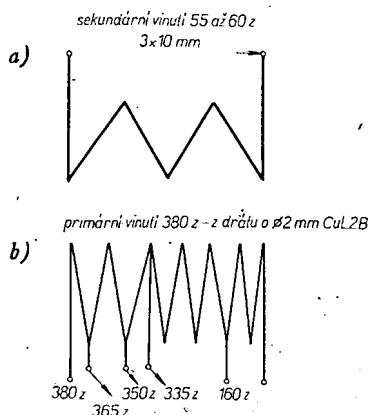 sekundární vinutí 55 až 60 z
3×10 mm
a)
primární vinutí 380 z – z drátu o ø2 mm CuL2B
b)
380 z 350 z 335 z 160 z
365 z